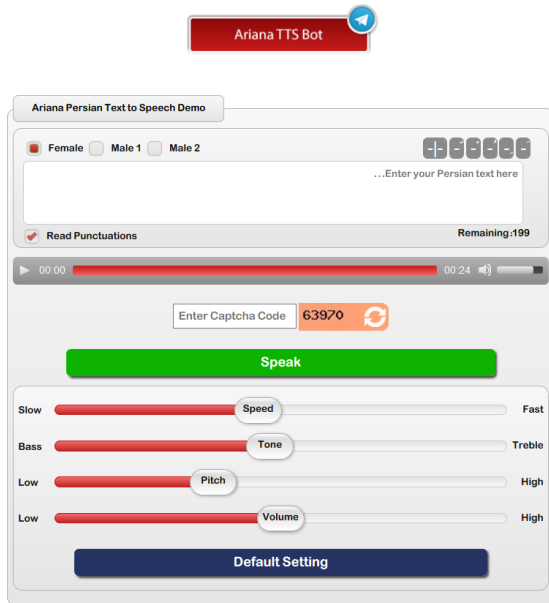 Ariana TTS Bot
Ariana Persian Text to Speech Demo
Female Male 1 Male 2
...Enter your Persian text here
Read Punctuations Remaining:199
00:00 00:24
Enter Captcha Code 63970
Speak
Slow Speed Fast
Bass Tone Treble
Low Pitch High
Low Volume High
Default Setting